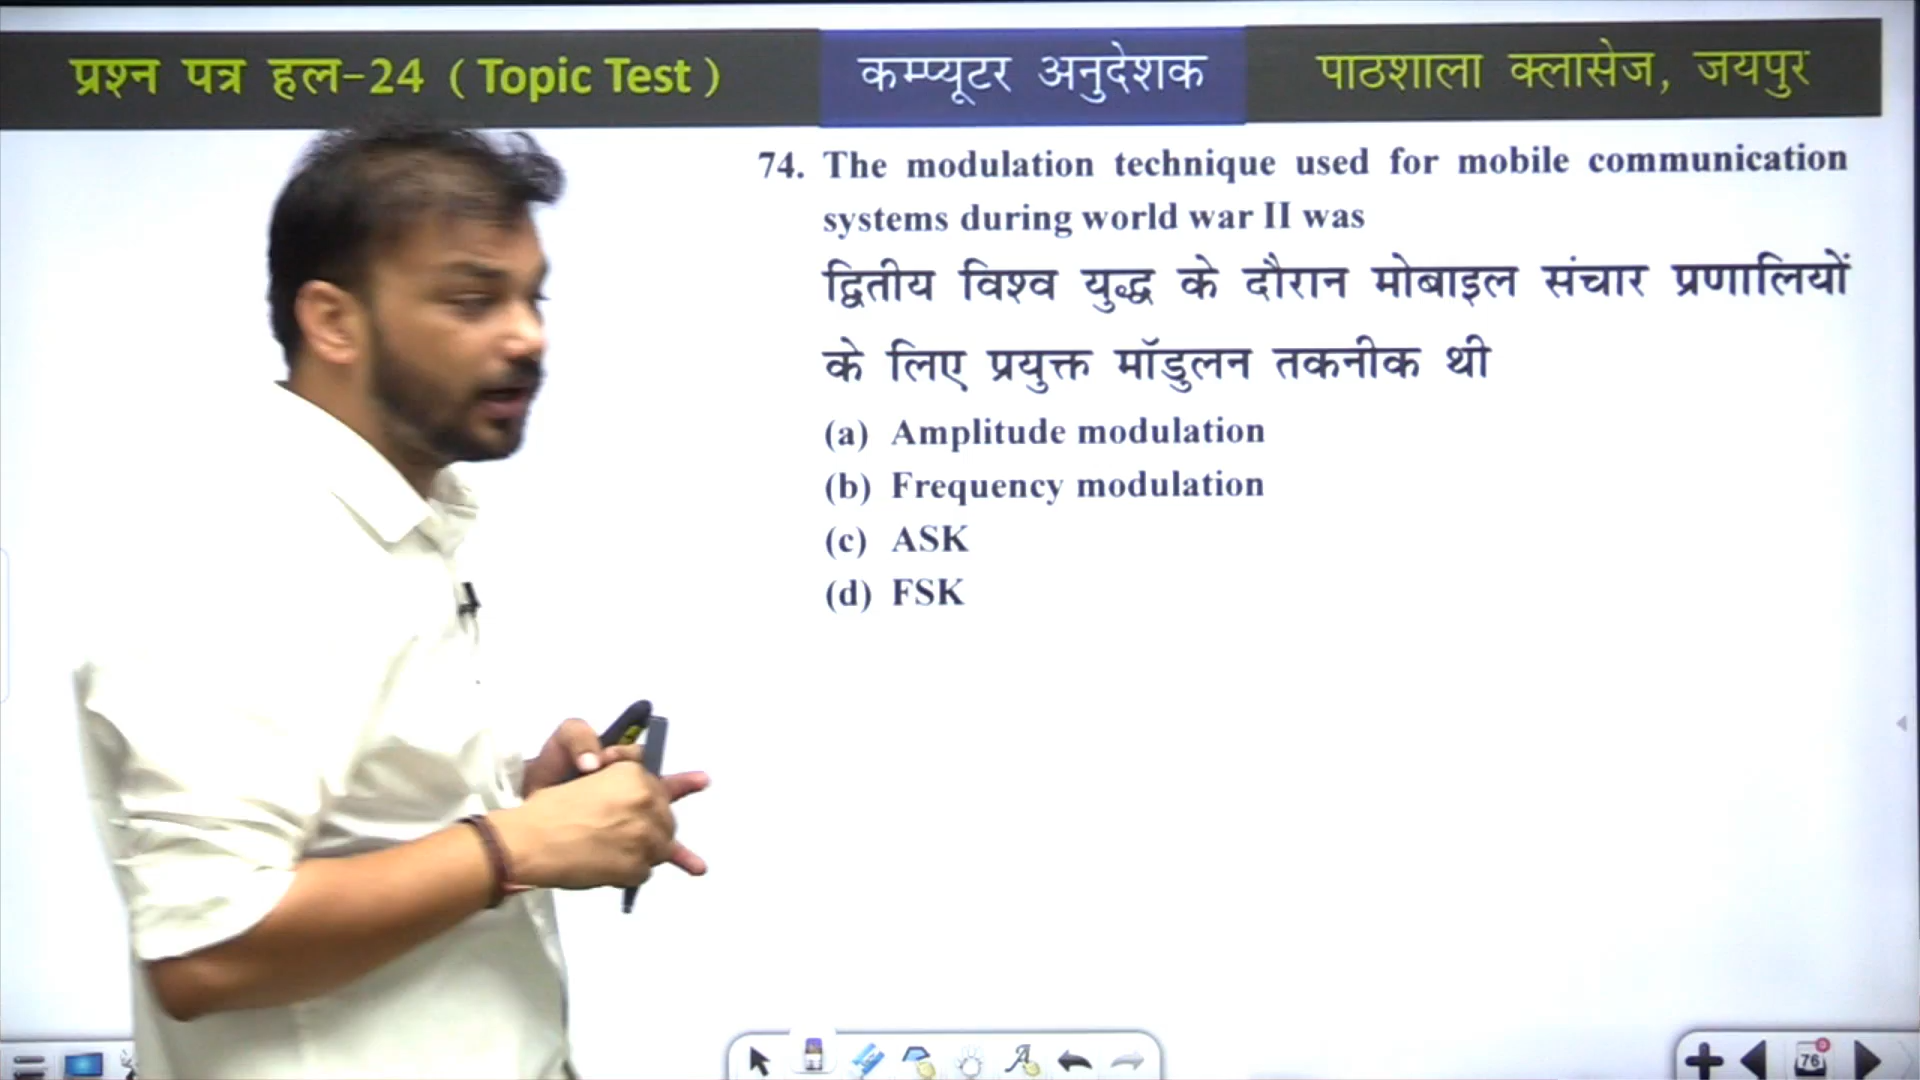 प्रश्न पत्र हल-24 ( Topic Test )
कम्प्यूटर अनुदेशक
पाठशाला क्लासेज, जयपुर
74. The modulation technique used for mobile communication
systems during world war II was
द्वितीय विश्व युद्ध के दौरान मोबाइल संचार प्रणालियों
के लिए प्रयुक्त मॉडुलन तकनीक थी
(a) Amplitude modulation
(b) Frequency modulation
(c) ASK
(d) FSK
76